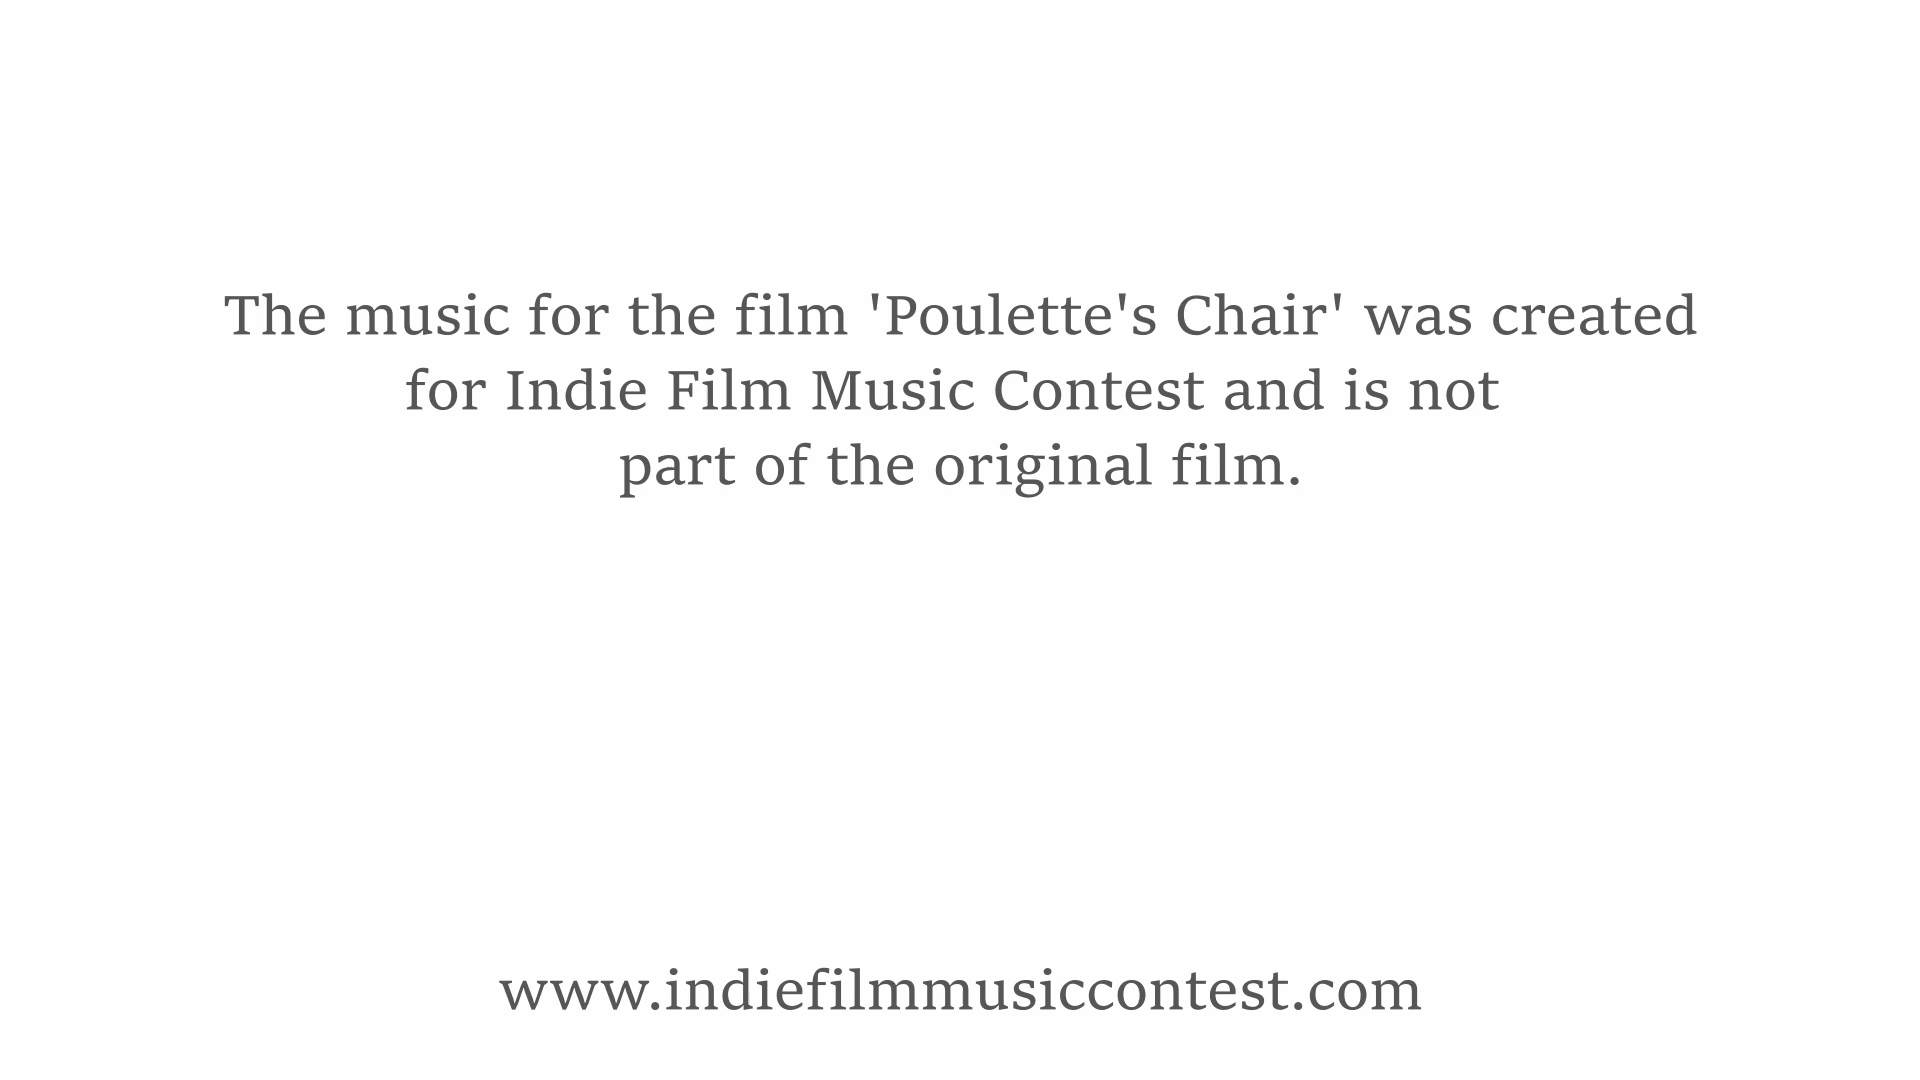 The music for the film 'Poulette's Chair' was created
for Indie Film Music Contest and is not
part of the original film.
www.indiefilmmusiccontest.com